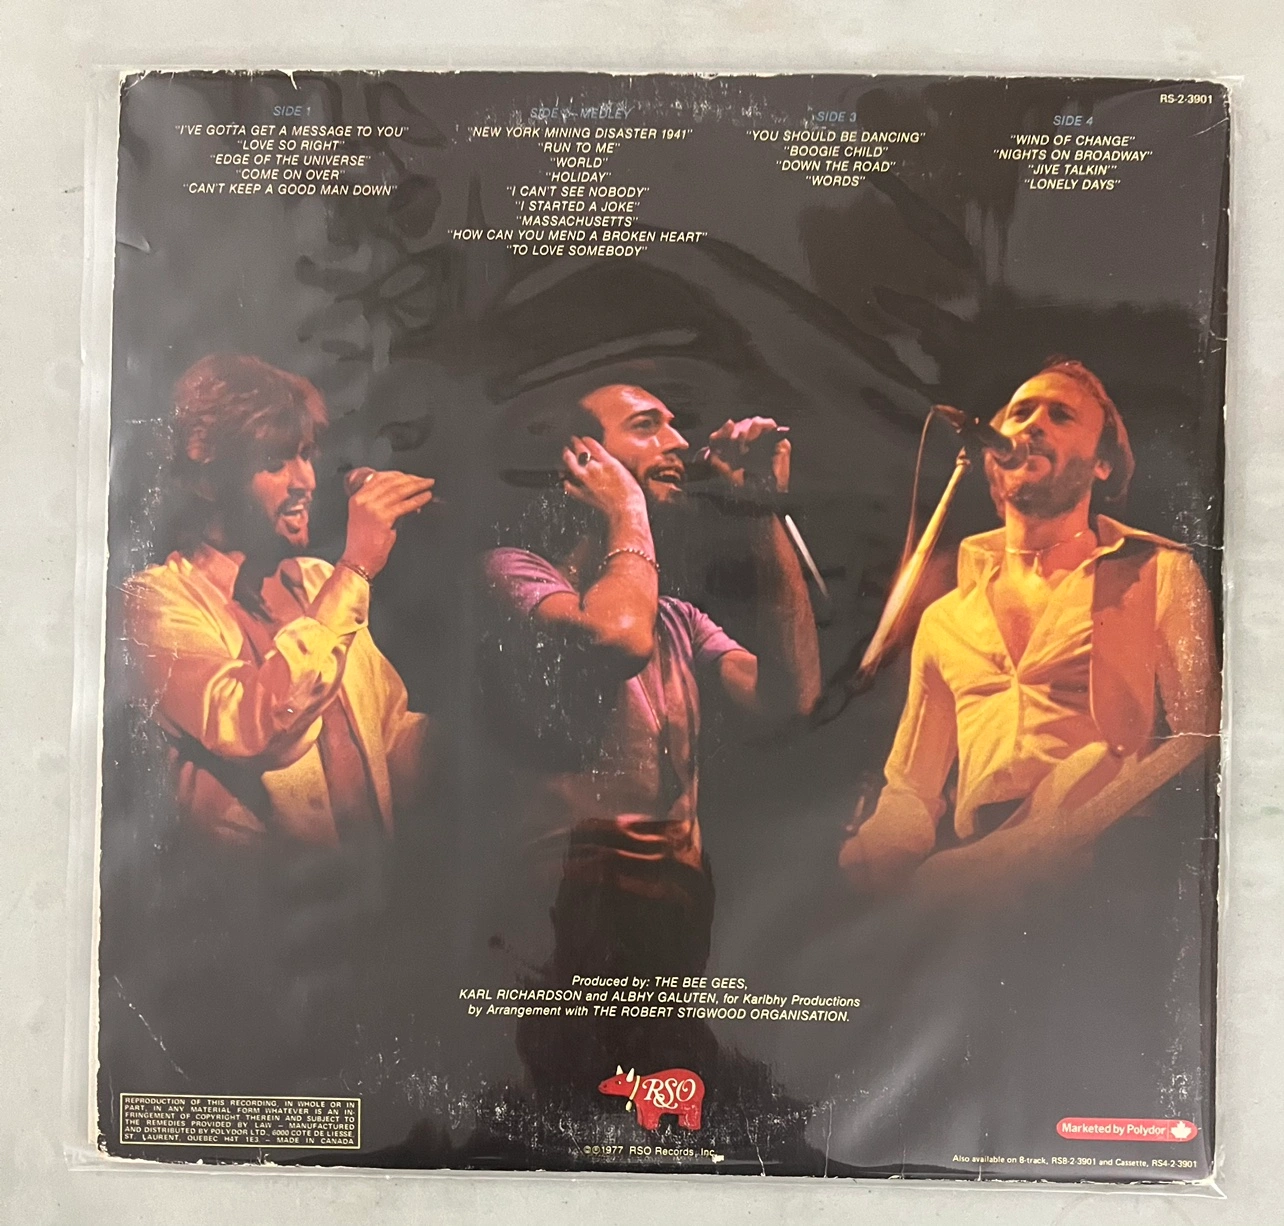 RS-2-3901
SIDE 1
"I'VE GOTTA GET A MESSAGE TO YOU"
"LOVE SO RIGHT"
"EDGE OF THE UNIVERSE"
"COME ON OVER"
"CAN'T KEEP A GOOD MAN DOWN"
SIDE 2 – MEDLEY
"NEW YORK MINING DISASTER 1941"
"RUN TO ME"
"WORLD"
"HOLIDAY"
"I CAN'T SEE NOBODY"
"I STARTED A JOKE"
"MASSACHUSETTS"
"HOW CAN YOU MEND A BROKEN HEART"
"TO LOVE SOMEBODY"
SIDE 3
"YOU SHOULD BE DANCING"
"BOOGIE CHILD"
"DOWN THE ROAD"
"WORDS"
SIDE 4
"WIND OF CHANGE"
"NIGHTS ON BROADWAY"
"JIVE TALKIN'"
"LONELY DAYS"
Produced by: THE BEE GEES,
KARL RICHARDSON and ALBHY GALUTEN, for Karlbhy Productions
by Arrangement with THE ROBERT STIGWOOD ORGANISATION.
RSO
REPRODUCTION OF THIS RECORDING, IN WHOLE OR IN
PART, IN ANY MATERIAL FORM WHATEVER IS AN IN-
FRINGEMENT OF COPYRIGHT THEREIN AND SUBJECT TO
THE REMEDIES PROVIDED BY LAW – MANUFACTURED
AND DISTRIBUTED BY POLYDOR LTD., 6000 COTE DE LIESSE
ST. LAURENT, QUEBEC H4T 1E3. – MADE IN CANADA
©℗1977 RSO Records, Inc.
Marketed by Polydor
Also available on 8-track, RS8-2-3901 and Cassette, RS4-2-3901